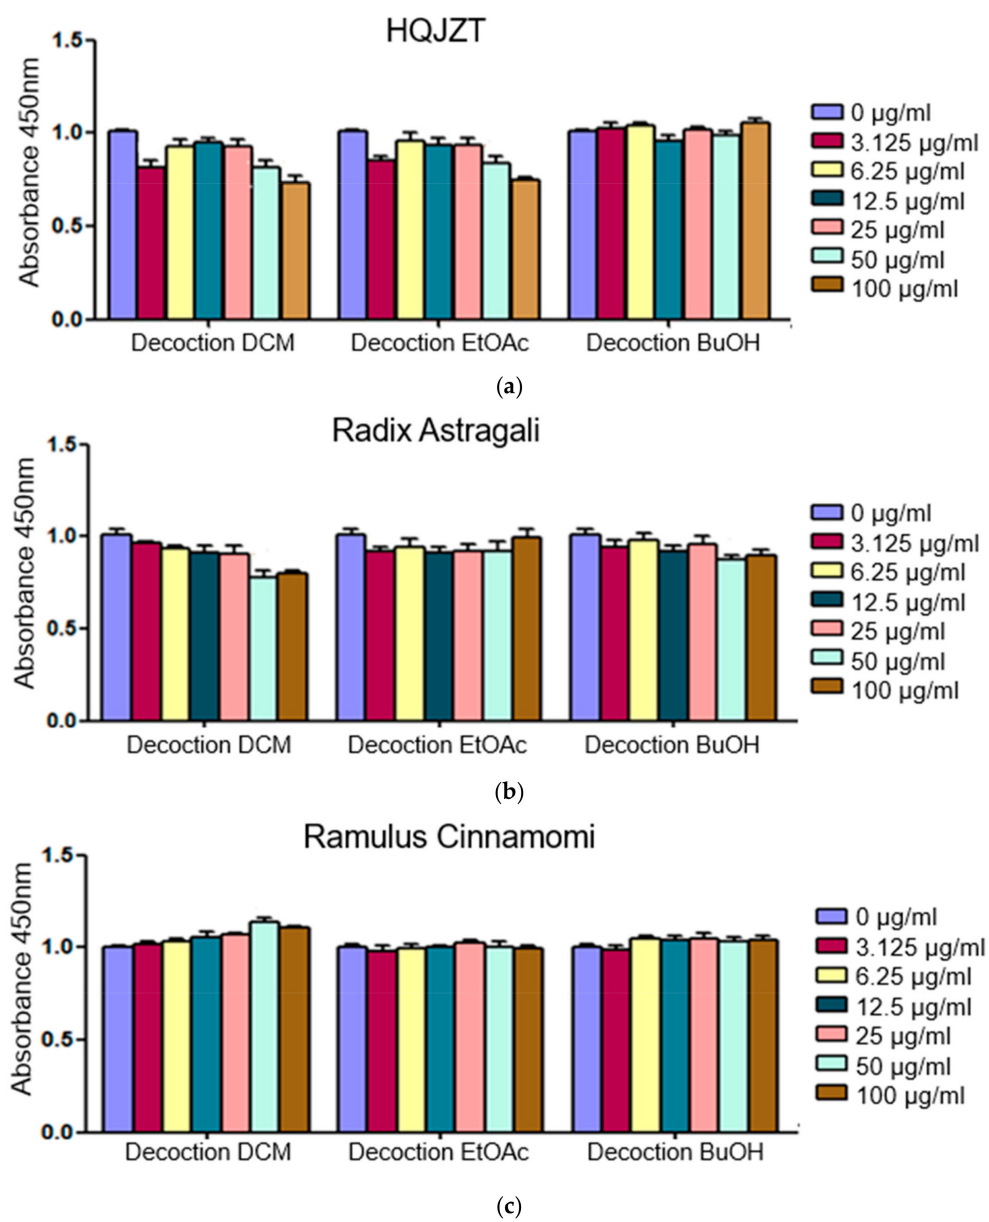 HQJZT
Absorbance 450nm
1.5
1.0
0.5
0.0
Decoction DCM
Decoction EtOAc
Decoction BuOH
0 µg/ml
3.125 µg/ml
6.25 µg/ml
12.5 µg/ml
25 µg/ml
50 µg/ml
100 µg/ml
(a)
Radix Astragali
Absorbance 450nm
1.5
1.0
0.5
0.0
Decoction DCM
Decoction EtOAc
Decoction BuOH
0 µg/ml
3.125 µg/ml
6.25 µg/ml
12.5 µg/ml
25 µg/ml
50 µg/ml
100 µg/ml
(b)
Ramulus Cinnamomi
Absorbance 450nm
1.5
1.0
0.5
0.0
Decoction DCM
Decoction EtOAc
Decoction BuOH
0 µg/ml
3.125 µg/ml
6.25 µg/ml
12.5 µg/ml
25 µg/ml
50 µg/ml
100 µg/ml
(c)